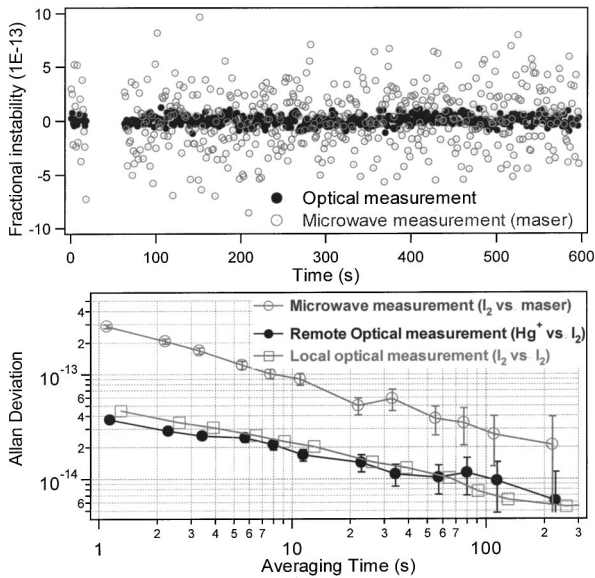 Fractional instability (1E-13)
10
5
0
-5
-10
Optical measurement
Microwave measurement (maser)
0 100 200 300 400 500 600
Time (s)
Allan Deviation
4
2
10-13
6
4
2
10-14
6
Microwave measurement (I2 vs. maser)
Remote Optical measurement (Hg+ vs. I2)
Local optical measurement (I2 vs. I2)
1 2 3 4 5 6 7 10 2 3 4 5 6 7 100 2 3
Averaging Time (s)